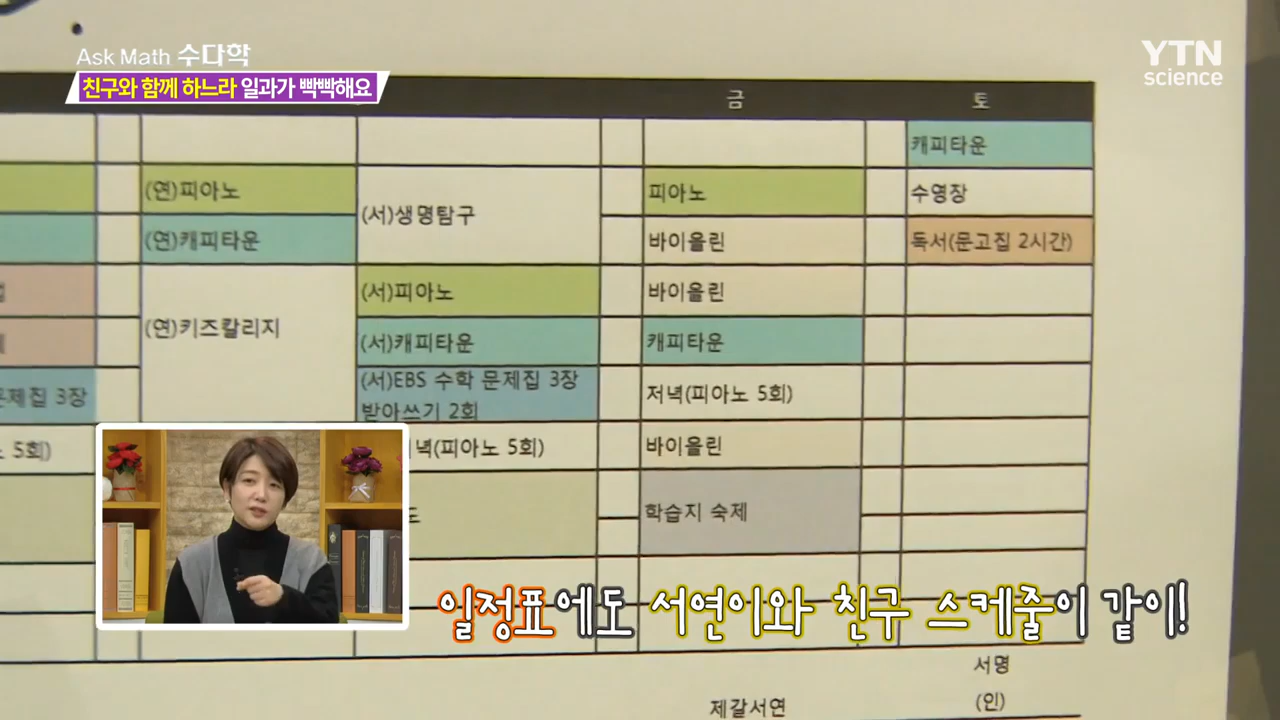 Ask Math 수다학
YTN
science
친구와 함께 하느라 일과가 빡빡해요
금
토
캐피타운
(연)피아노
(서)생명탐구
피아노
수영장
(연)캐피타운
바이올린
독서(문고집 2시간)
(연)키즈칼리지
(서)피아노
바이올린
(서)캐피타운
캐피타운
문제집 3장
(서)EBS 수학 문제집 3장
받아쓰기 2회
저녁(피아노 5회)
5회)
녁(피아노 5회)
바이올린
학습지 숙제
일정표에도 서연이와 친구 스케줄이 같이!
서명
제갈서연
(인)